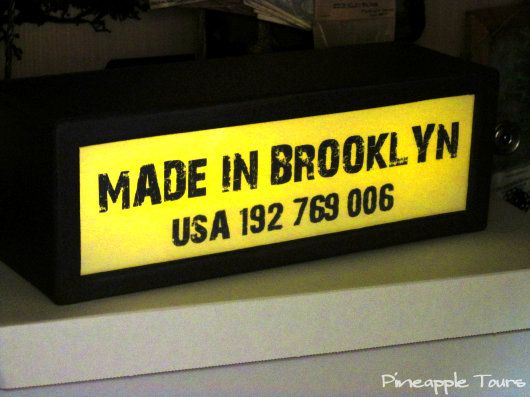 MADE IN BROOKLYN
USA 192 769 006
Pineapple Tours